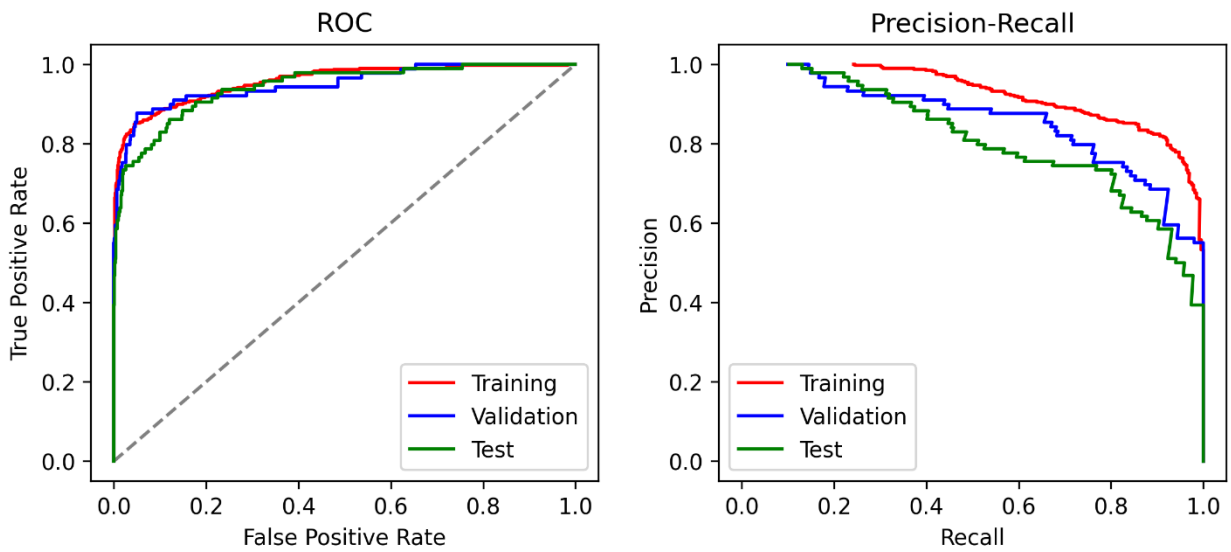 ROC
True Positive Rate
1.0
0.8
0.6
0.4
0.2
0.0
Training
Validation
Test
0.0 0.2 0.4 0.6 0.8 1.0
False Positive Rate
Precision-Recall
Precision
1.0
0.8
0.6
0.4
0.2
0.0
Training
Validation
Test
0.0 0.2 0.4 0.6 0.8 1.0
Recall